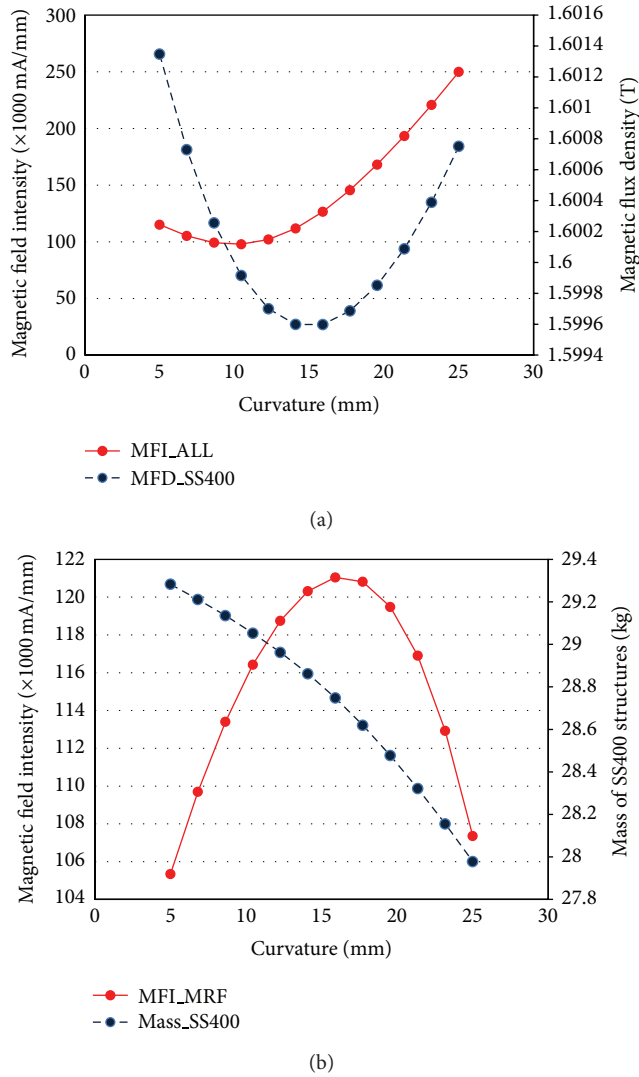 300
250
200
150
100
50
0
Magnetic field intensity (×1000 mA/mm)
1.6016
1.6014
1.6012
1.601
1.6008
1.6006
1.6004
1.6002
1.6
1.5998
1.5996
1.5994
Magnetic flux density (T)
0 5 10 15 20 25 30
Curvature (mm)
MFI_ALL
MFD_SS400
(a)
122
120
118
116
114
112
110
108
106
104
Magnetic field intensity (×1000 mA/mm)
29.4
29.2
29
28.8
28.6
28.4
28.2
28
27.8
Mass of SS400 structures (kg)
0 5 10 15 20 25 30
Curvature (mm)
MFI_MRF
Mass_SS400
(b)